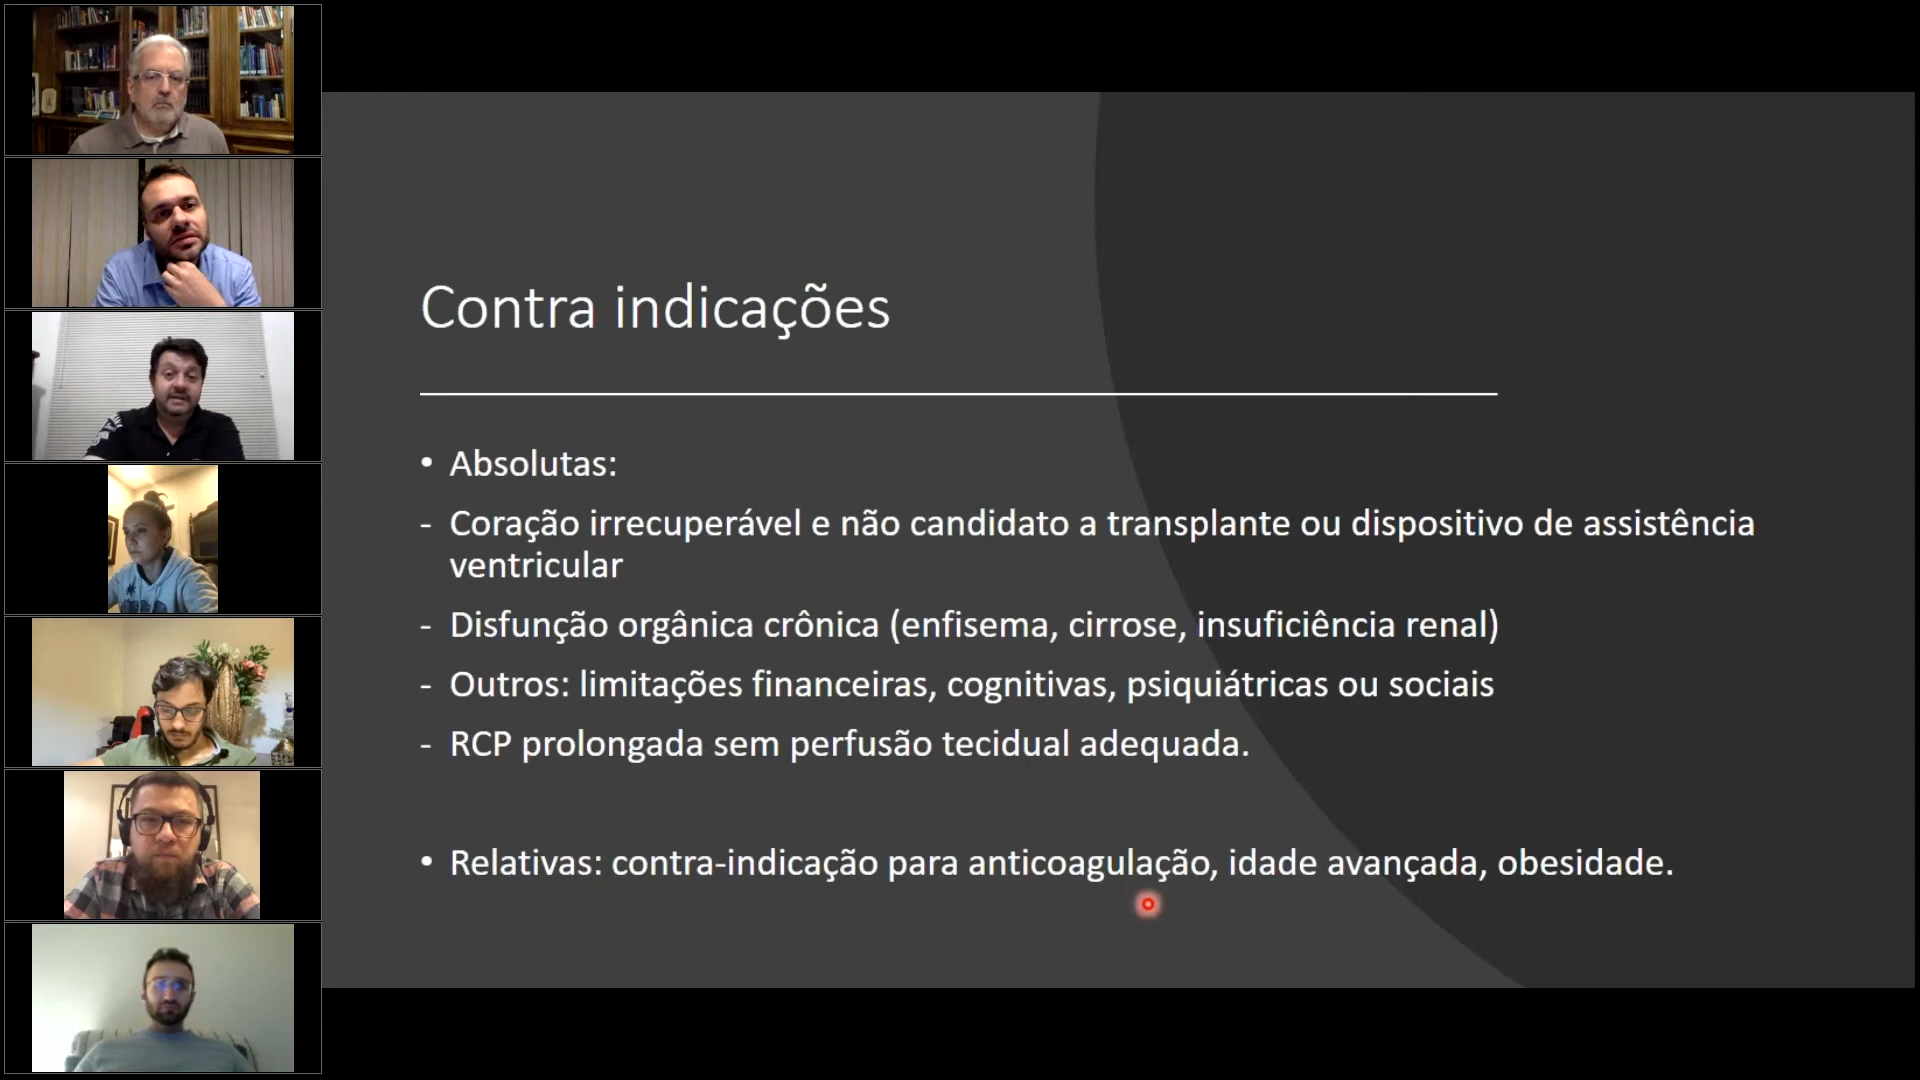 Contra indicações
• Absolutas:
- Coração irrecuperável e não candidato a transplante ou dispositivo de assistência
ventricular
- Disfunção orgânica crônica (enfisema, cirrose, insuficiência renal)
- Outros: limitações financeiras, cognitivas, psiquiátricas ou sociais
- RCP prolongada sem perfusão tecidual adequada.
• Relativas: contra-indicação para anticoagulação, idade avançada, obesidade.